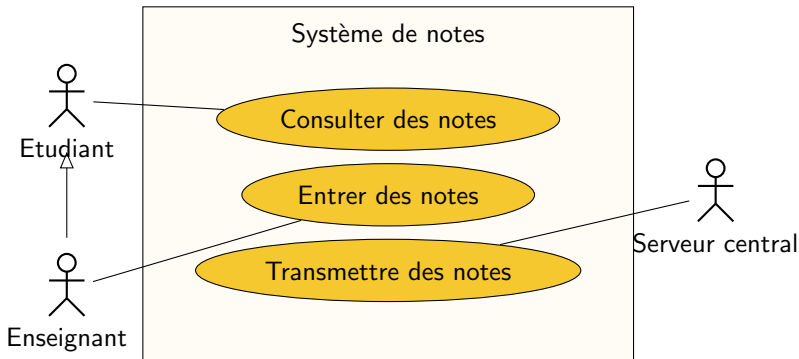 Système de notes
Etudiant
Consulter des notes
Entrer des notes
Serveur central
Transmettre des notes
Enseignant